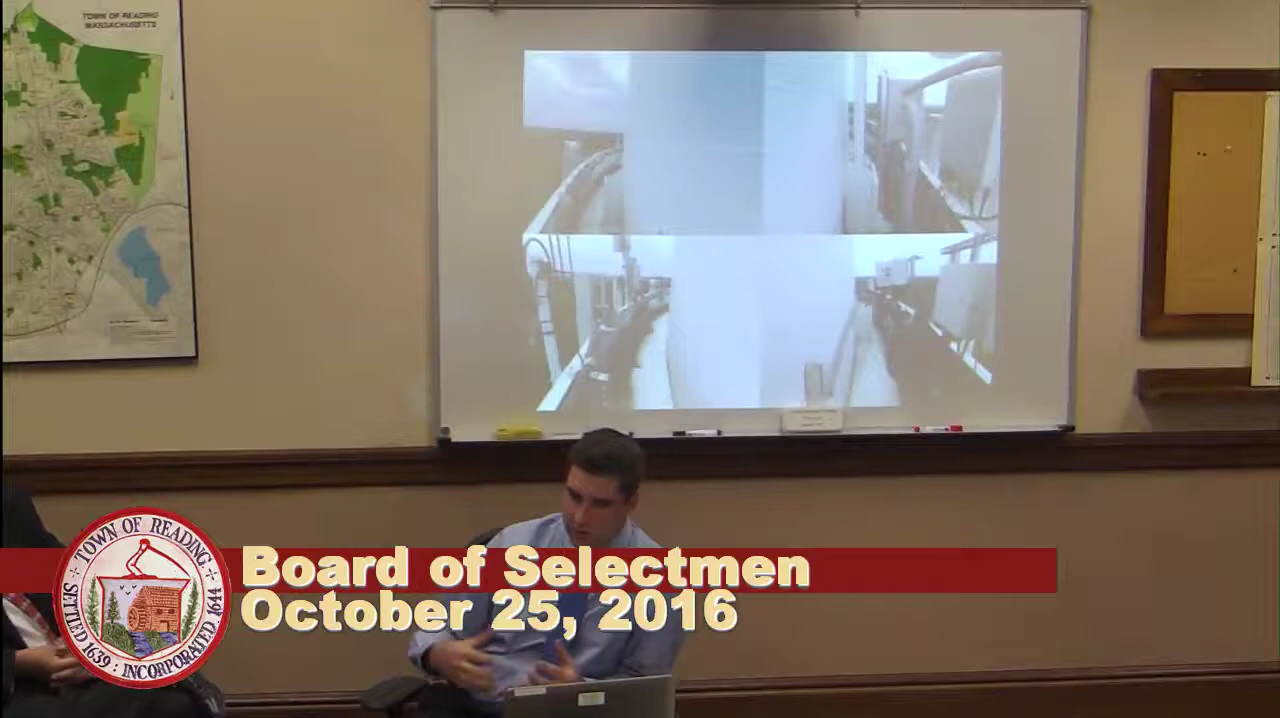 TOWN OF READING
MASSACHUSETTS
Board of Selectmen
October 25, 2016
TOWN OF READING
SETTLED 1639 : INCORPORATED 1644